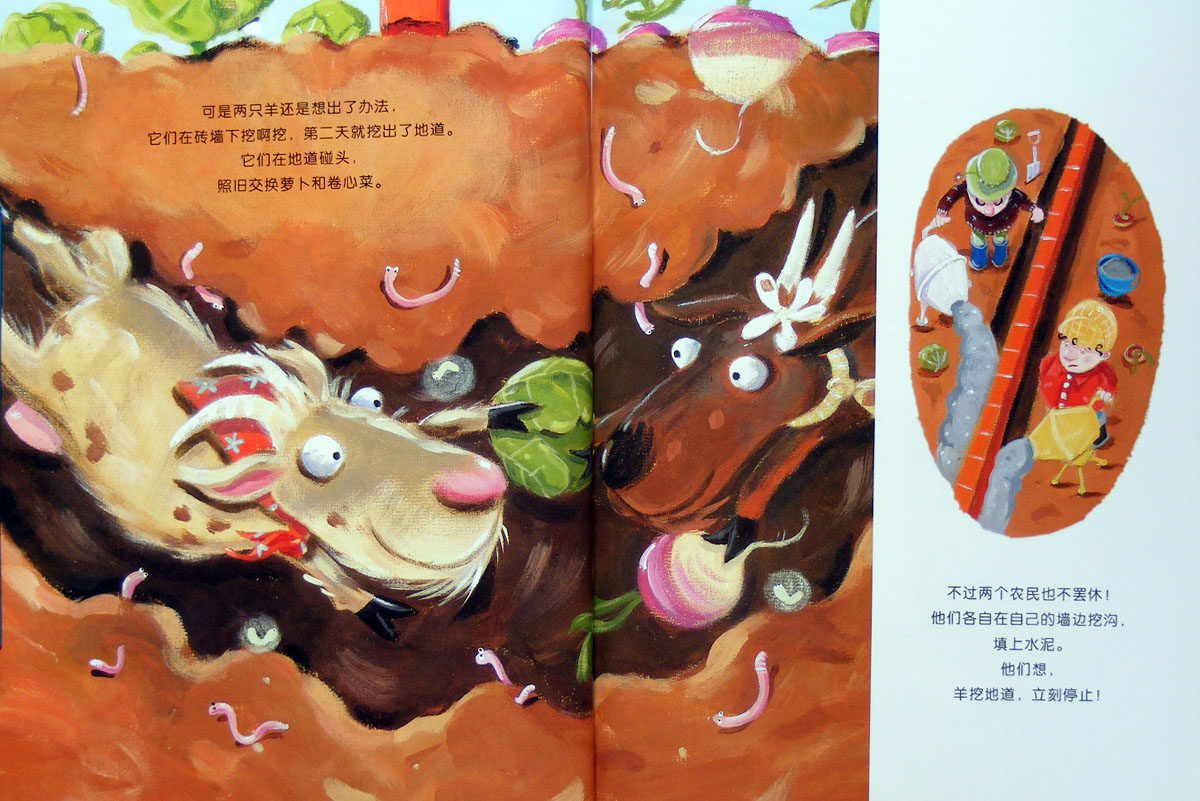 可是两只羊还是想出了办法，
它们在砖墙下挖啊挖，第二天就挖出了地道。
它们在地道碰头，
照旧交换萝卜和卷心菜。
不过两个农民也不罢休！
他们各自在自己的墙边挖沟，
填上水泥。
他们想，
羊挖地道，立刻停止！